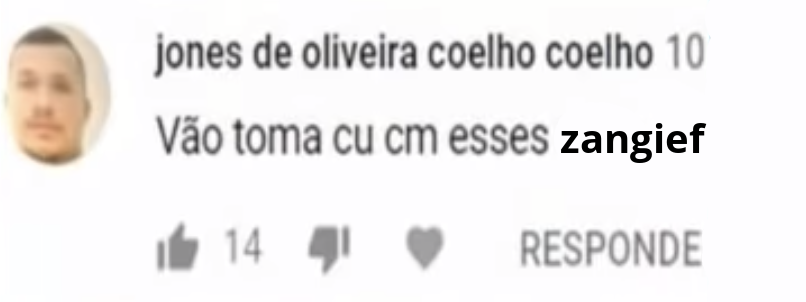 jones de oliveira coelho coelho 10
Vão toma cu cm esses zangief
14 RESPONDE